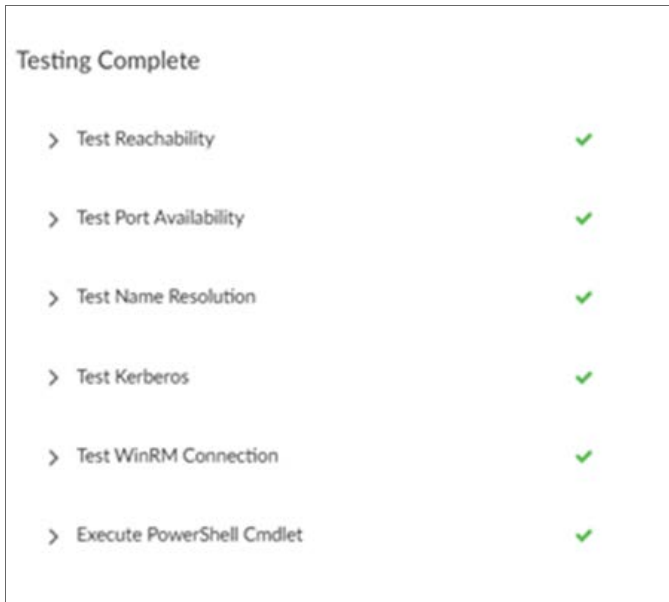 Testing Complete
Test Reachability
Test Port Availability
Test Name Resolution
Test Kerberos
Test WinRM Connection
Execute PowerShell Cmdlet